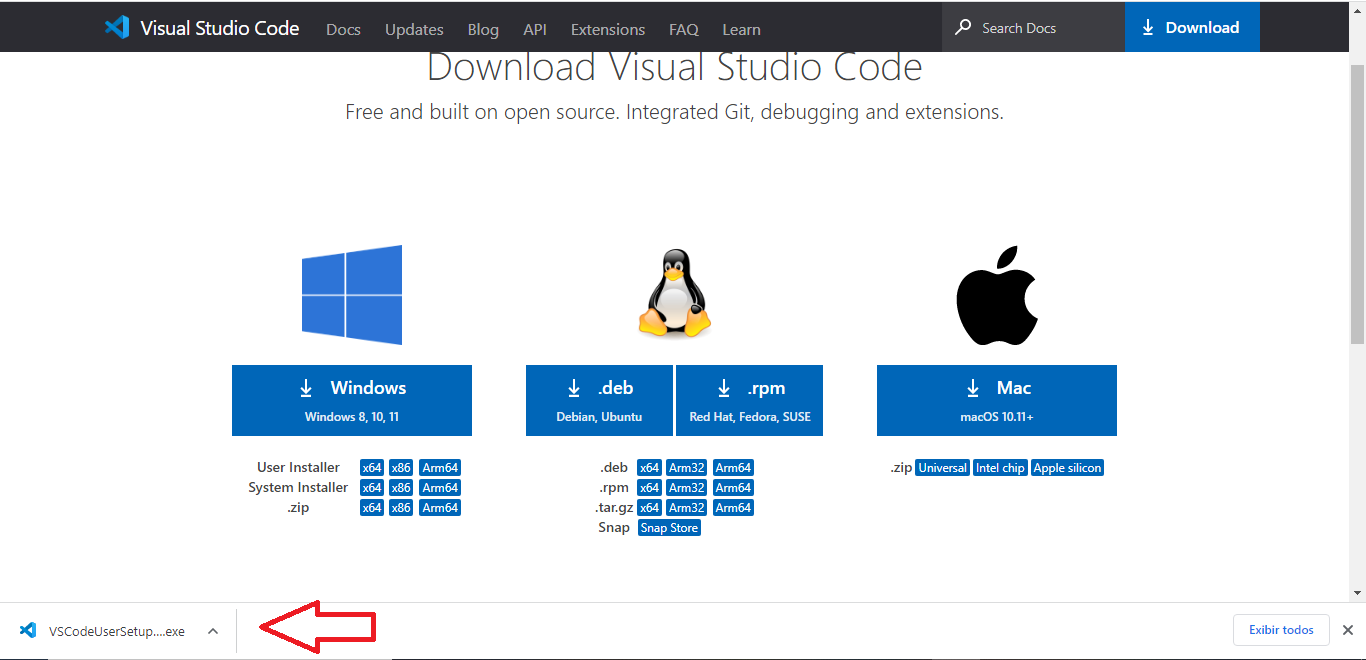 Visual Studio Code Docs Updates Blog API Extensions FAQ Learn Search Docs Download
Download Visual Studio Code
Free and built on open source. Integrated Git, debugging and extensions.
Windows
Windows 8, 10, 11
User Installer x64 x86 Arm64
System Installer x64 x86 Arm64
.zip x64 x86 Arm64
.deb
Debian, Ubuntu
.rpm
Red Hat, Fedora, SUSE
.deb x64 Arm32 Arm64
.rpm x64 Arm32 Arm64
.tar.gz x64 Arm32 Arm64
Snap Snap Store
Mac
macOS 10.11+
.zip Universal Intel chip Apple silicon
VSCodeUserSetup....exe Exibir todos